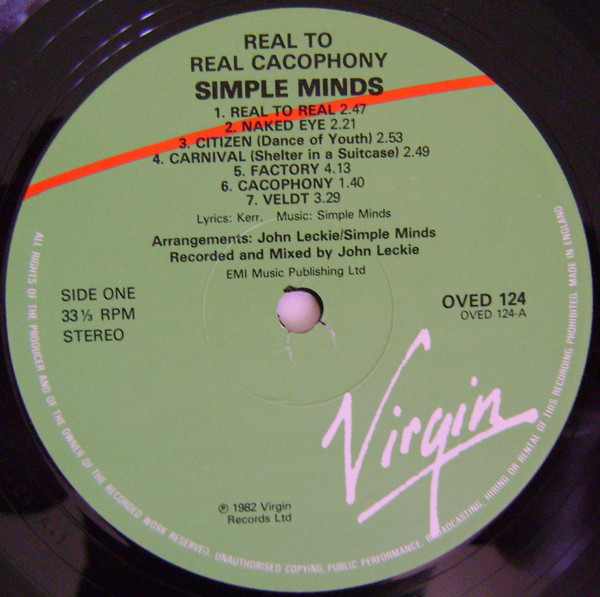 REAL TO
REAL CACOPHONY
SIMPLE MINDS
1. REAL TO REAL 2.47
2. NAKED EYE 2.21
3. CITIZEN (Dance of Youth) 2.53
4. CARNIVAL (Shelter in a Suitcase) 2.49
5. FACTORY 4.13
6. CACOPHONY 1.40
7. VELDT 3.29
Lyrics: Kerr. Music: Simple Minds
Arrangements: John Leckie/Simple Minds
Recorded and Mixed by John Leckie
EMI Music Publishing Ltd
SIDE ONE
33⅓ RPM
STEREO
OVED 124
OVED 124-A
Virgin
℗ 1982 Virgin
Records Ltd
ALL RIGHTS OF THE PRODUCER AND OF THE OWNER OF THE RECORDED WORK RESERVED. UNAUTHORISED COPYING, PUBLIC PERFORMANCE, BROADCASTING, HIRING OR RENTAL OF THIS RECORDING PROHIBITED. MADE IN ENGLAND